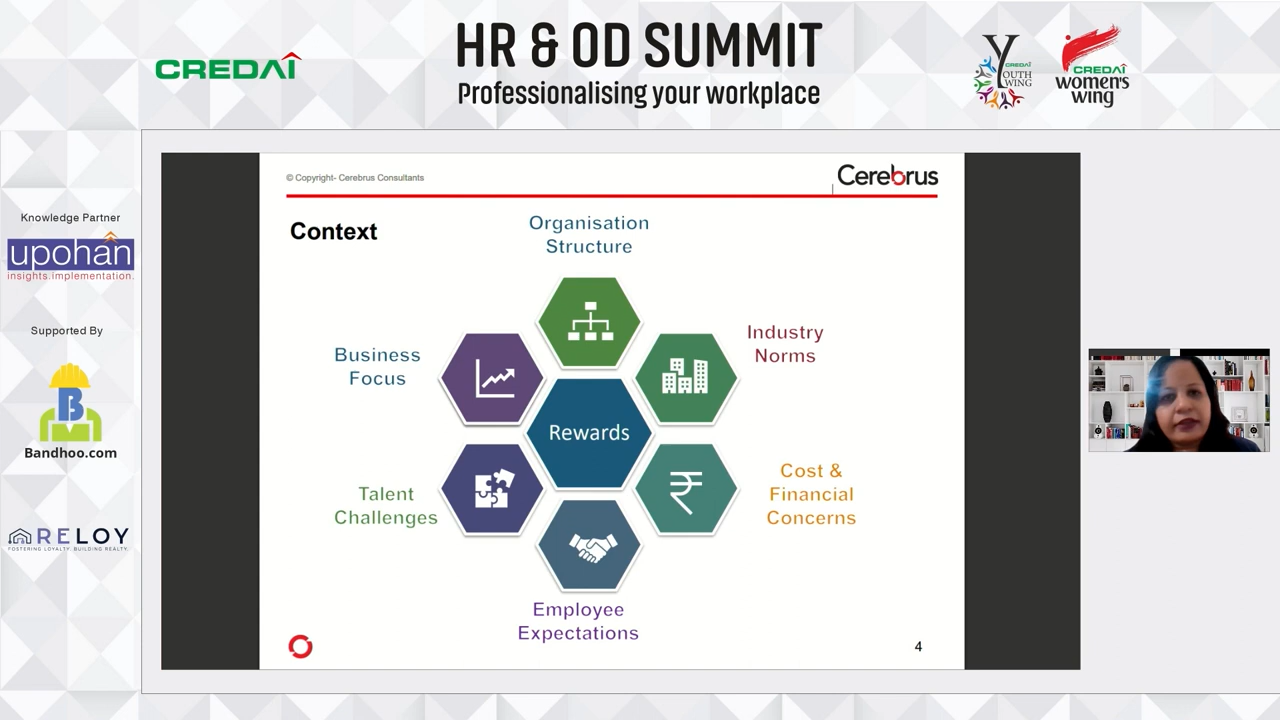 CREDAI
HR & OD SUMMIT
Professionalising your workplace
CREDAI
YOUTH
WING
CREDAI
women's
wing
Knowledge Partner
upohan
insights.implementation.
Supported By
B
Bandhoo.com
RELOY
FOSTERING LOYALTY. BUILDING REALTY.
© Copyright- Cerebrus Consultants
Cerebrus
Context
Organisation
Structure
Industry
Norms
Business
Focus
Rewards
Cost &
Financial
Concerns
₹
Talent
Challenges
Employee
Expectations
4